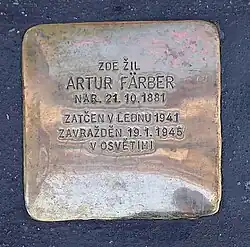 ZDE ŽIL
ARTUR FÄRBER
NAR. 21.10.1881
ZATČEN V LEDNU 1941
ZAVRAŽDĚN 19.1.1945
V OSVĚTIMI